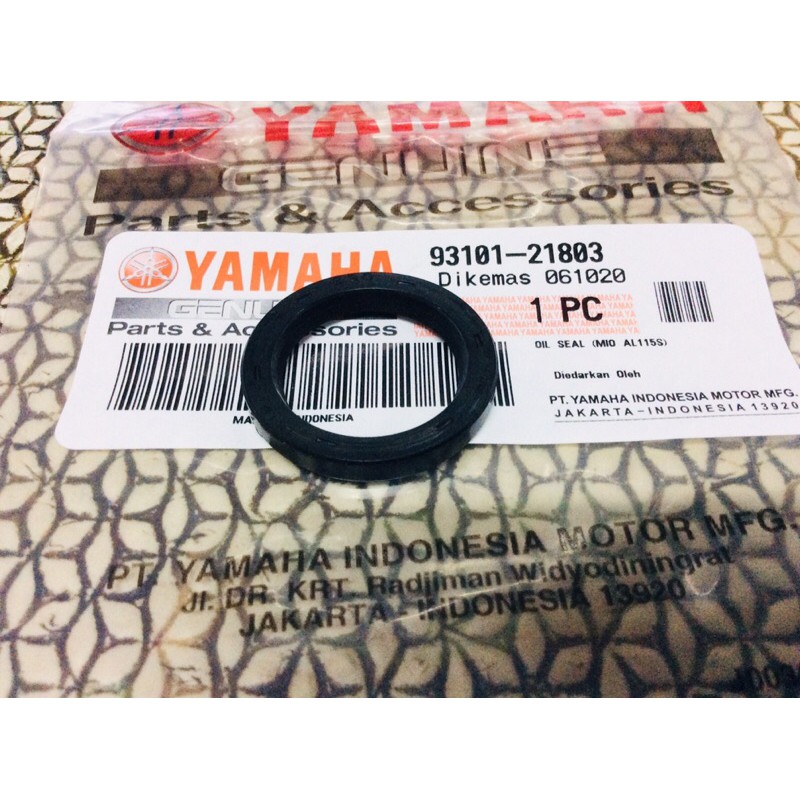 YAMAHA
GENUINE
Parts & Accessories
YAMAHA
93101-21803
Dikemas 061020
Parts & Accessories
1 PC
OIL SEAL (MIO AL115S)
Diedarkan Oleh
PT. YAMAHA INDONESIA MOTOR MFG.
JAKARTA-INDONESIA 13920
INDONESIA
PT. YAMAHA INDONESIA MOTOR MFG.
Jl. DR. KRT. Radjiman Widyodiningrat
JAKARTA - INDONESIA 13920